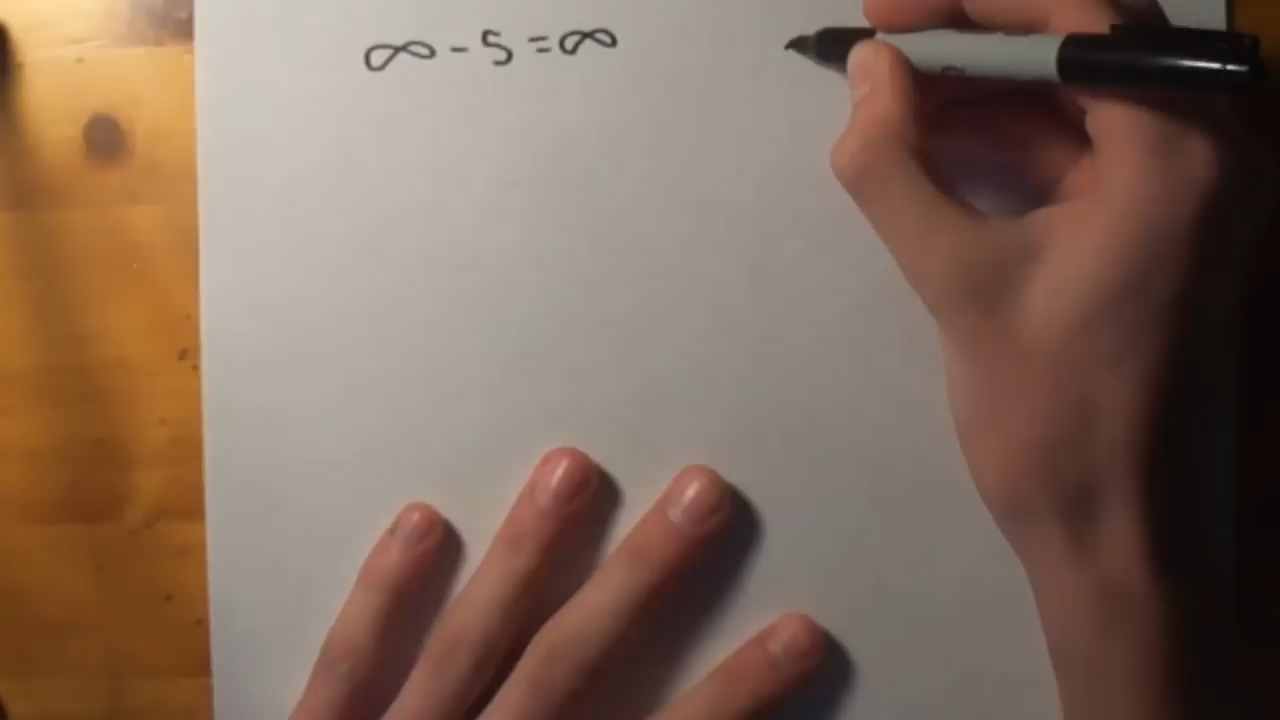 ∞ - 5 = ∞